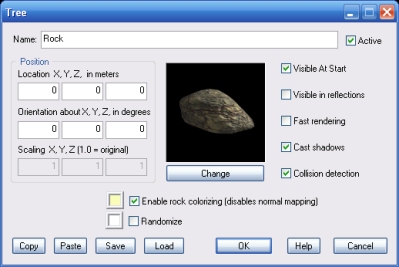 Tree
Name: Rock Active
Position
Location X, Y, Z, in meters
0 0 0
Orientation about X, Y, Z, in degrees
0 0 0
Scaling X, Y, Z (1.0 = original)
1 1 1
Change
Visible At Start
Visible in reflections
Fast rendering
Cast shadows
Collision detection
Enable rock colorizing (disables normal mapping)
Randomize
Copy Paste Save Load OK Help Cancel